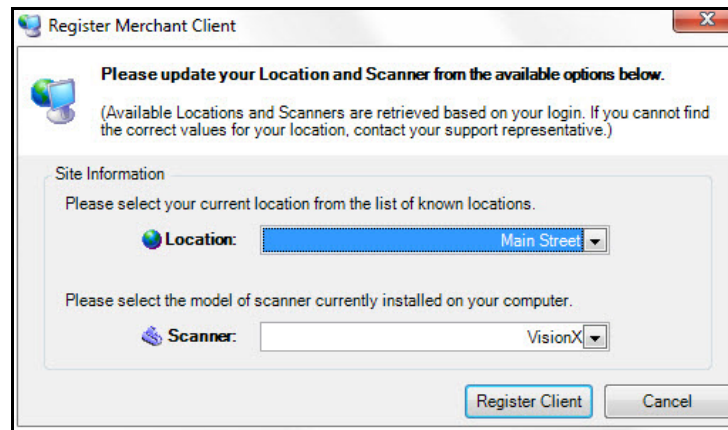 Register Merchant Client
Please update your Location and Scanner from the available options below.
(Available Locations and Scanners are retrieved based on your login. If you cannot find
the correct values for your location, contact your support representative.)
Site Information
Please select your current location from the list of known locations.
Location: Main Street
Please select the model of scanner currently installed on your computer.
Scanner: VisionX
Register Client Cancel